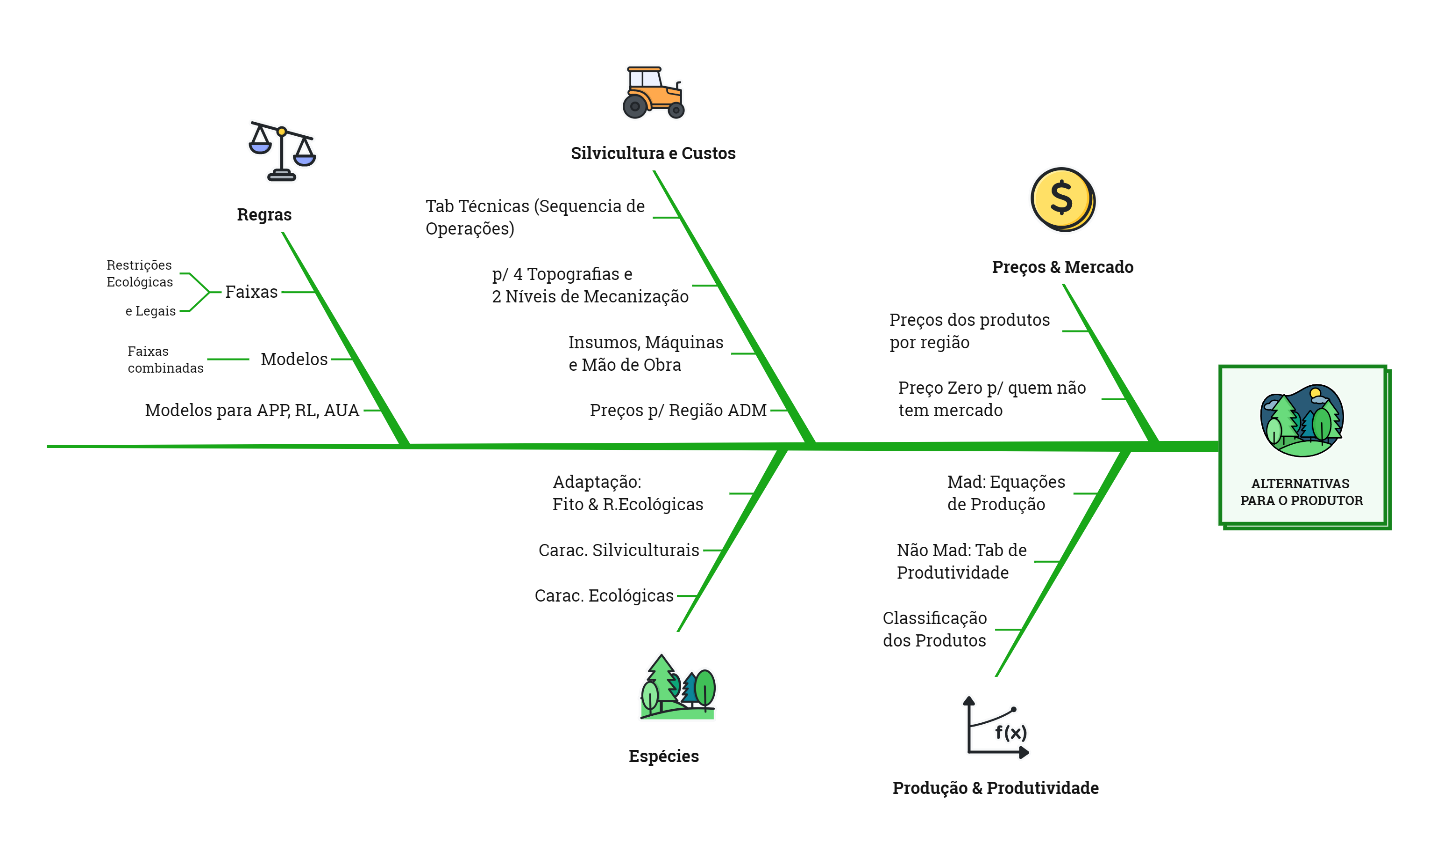 Regras
Restrições
Ecológicas
e Legais
Faixas
Faixas
combinadas
Modelos
Modelos para APP, RL, AUA
Silvicultura e Custos
Tab Técnicas (Sequencia de
Operações)
p/ 4 Topografias e
2 Níveis de Mecanização
Insumos, Máquinas
e Mão de Obra
Preços p/ Região ADM
$
Preços & Mercado
Preços dos produtos
por região
Preço Zero p/ quem não
tem mercado
Adaptação:
Fito & R.Ecológicas
Carac. Silviculturais
Carac. Ecológicas
Espécies
Mad: Equações
de Produção
Não Mad: Tab de
Produtividade
Classificação
dos Produtos
f(x)
Produção & Produtividade
ALTERNATIVAS
PARA O PRODUTOR